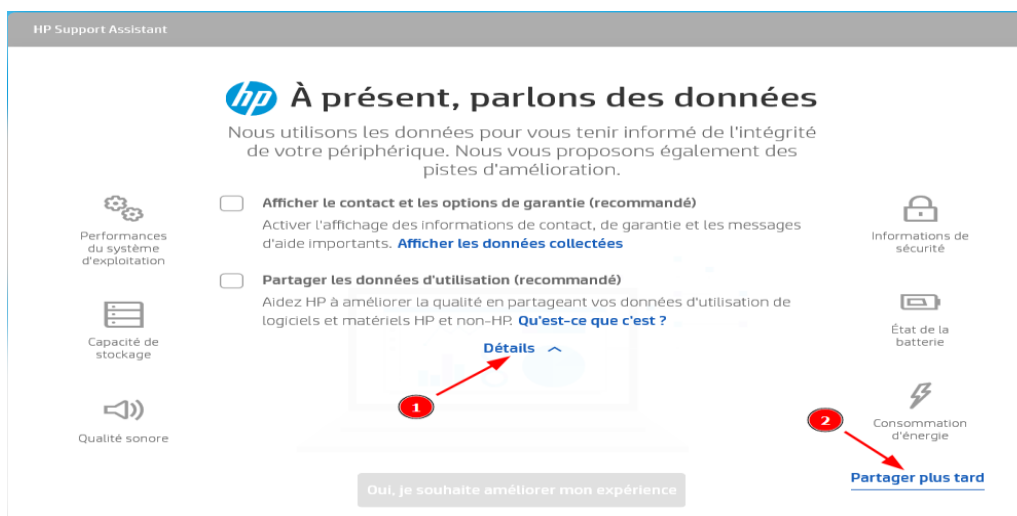 HP Support Assistant
hp À présent, parlons des données
Nous utilisons les données pour vous tenir informé de l'intégrité
de votre périphérique. Nous vous proposons également des
pistes d'amélioration.
Performances
du système
d'exploitation
Capacité de
stockage
Qualité sonore
Afficher le contact et les options de garantie (recommandé)
Activer l'affichage des informations de contact, de garantie et les messages
d'aide importants. Afficher les données collectées
Partager les données d'utilisation (recommandé)
Aidez HP à améliorer la qualité en partageant vos données d'utilisation de
logiciels et matériels HP et non-HP. Qu'est-ce que c'est ?
Détails
1
Informations de
sécurité
État de la
batterie
Consommation
d'énergie
2
Partager plus tard
Oui, je souhaite améliorer mon expérience